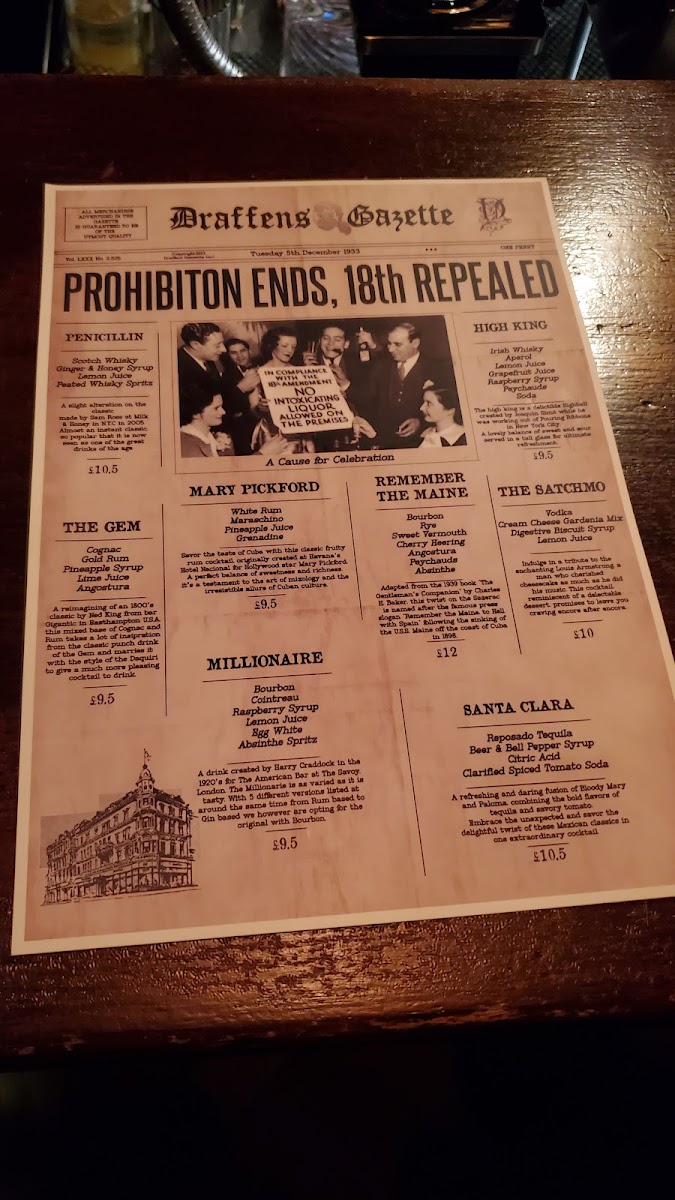 ALL MERCHANDISE
ADVERTISED IN THE
GAZETTE
IS GUARANTEED TO BE
OF THE
UTMOST QUALITY
Draffens Gazette
Vol. LXXI No. 2,525
Copyright 2013
Tuesday 5th December 1933
***
ONE PENNY
PROHIBITON ENDS, 18th REPEALED
PENICILLIN
Scotch Whisky
Ginger & Honey Syrup
Lemon Juice
Peated Whisky Spritz
A slight alteration on the
classic
made by Sam Ross at Milk
& Honey in NYC in 2005
Almost an instant classic
so popular that it is now
seen as one of the great
drinks of the age
£10.5
IN COMPLIANCE
WITH THE
18th AMENDMENT
NO
INTOXICATING
LIQUOR
ALLOWED ON
THE PREMISES
A Cause for Celebration
HIGH KING
Irish Whisky
Aperol
Lemon Juice
Grapefruit Juice
Raspberry Syrup
Peychauds
Soda
The high king is a delictible highball
created by Joaquin Simó while he
was working out of Pouring Ribbons
in New York City
A lovely balance of sweet and sour
served in a tall glass for ultimate
refreshment.
£9.5
THE GEM
Cognac
Gold Rum
Pineapple Syrup
Lime Juice
Angostura
A reimagining of an 1800's
classic by Ned King from bar
Gigantic in Easthampton U.S.A.
this mixed base of Cognac and
Rum takes a lot of insipration
from the classic punch drink
of the Gem and marries it
with the style of the Daquiri
to give a much more pleasing
cocktail to drink.
£9.5
MARY PICKFORD
White Rum
Maraschino
Pineapple Juice
Grenadine
Savor the taste of Cuba with this classic fruity
rum cocktail originally created at Havana's
Hotel Nacional for Hollywood star Mary Pickford.
A perfect balance of sweetness and richness.
it's a testament to the art of mixology and the
irresistible allure of Cuban culture.
£9.5
REMEMBER
THE MAINE
Bourbon
Rye
Sweet Vermouth
Cherry Heering
Angostura
Peychauds
Absinthe
Adapted from the 1939 book 'The
Gentleman's Companion' by Charles
H Baker, this twist on the Sazerac
is named after the famous press
slogan 'Remember the Maine, to Hell
with Spain' following the sinking
of the U.S.S. Maine off the coast of Cuba
in 1898.
£12
THE SATCHMO
Vodka
Cream Cheese Gardenia Mix
Digestive Biscuit Syrup
Lemon Juice
Indulge in a tribute to the
enchanting Louis Armstrong, a
man who cherished
cheesecake as much as he did
his music. This cocktail,
reminiscent of a delectable
dessert, promises to leave you
craving encore after encore.
£10
MILLIONAIRE
Bourbon
Cointreau
Raspberry Syrup
Lemon Juice
Egg White
Absinthe Spritz
A drink created by Harry Craddock in the
1920's for The American Bar at The Savoy,
London. The Millionarie is as varied as it is
tasty. With 5 different versions listed at
around the same time from Rum based to
Gin based we however are opting for the
original with Bourbon.
£9.5
SANTA CLARA
Reposado Tequila
Beer & Bell Pepper Syrup
Citric Acid
Clarified Spiced Tomato Soda
A refreshing and daring fusion of Bloody Mary
and Paloma, combining the bold flavors of
tequila and savory tomato.
Embrace the unexpected and savor the
delightful twist of these Mexican classics in
one extraordinary cocktail.
£10.5